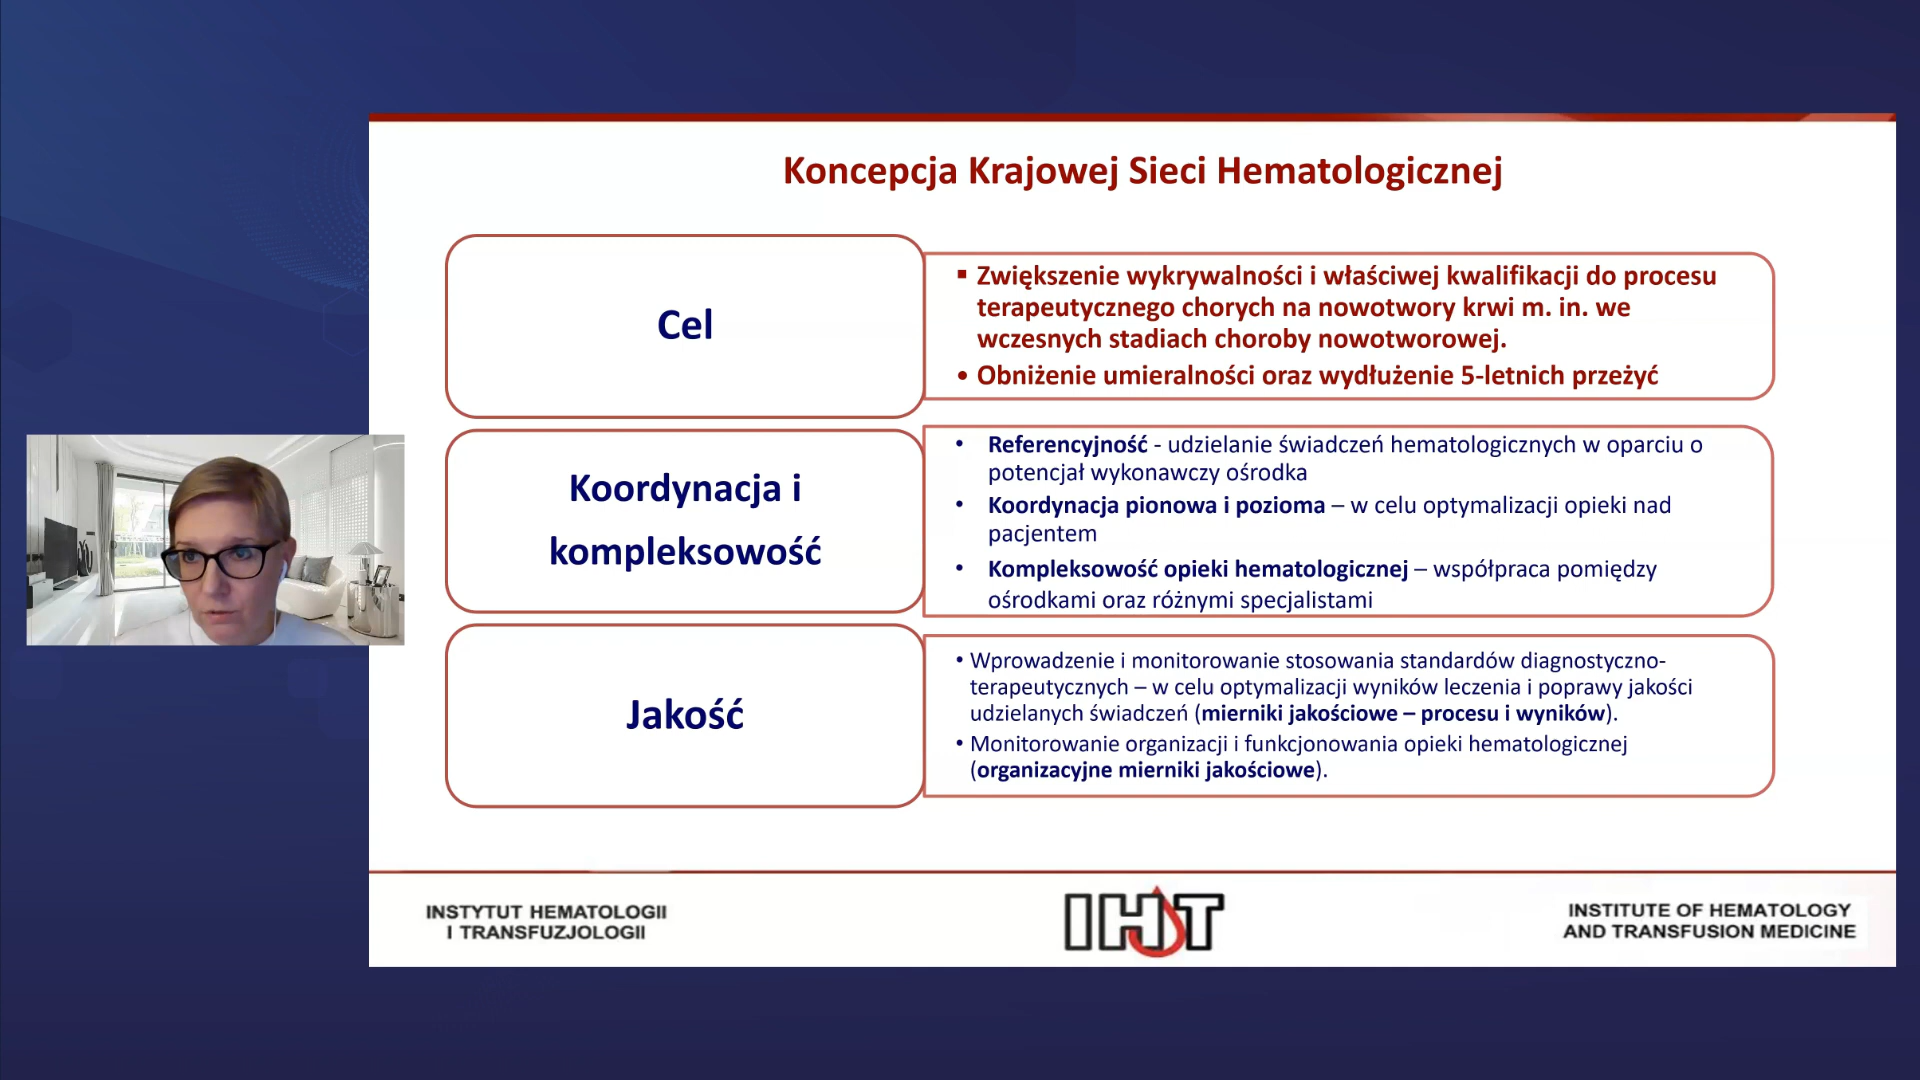 Koncepcja Krajowej Sieci Hematologicznej
Cel
▪ Zwiększenie wykrywalności i właściwej kwalifikacji do procesu
terapeutycznego chorych na nowotwory krwi m. in. we
wczesnych stadiach choroby nowotworowej.
• Obniżenie umieralności oraz wydłużenie 5-letnich przeżyć
Koordynacja i
kompleksowość
• Referencyjność - udzielanie świadczeń hematologicznych w oparciu o
potencjał wykonawczy ośrodka
• Koordynacja pionowa i pozioma – w celu optymalizacji opieki nad
pacjentem
• Kompleksowość opieki hematologicznej – współpraca pomiędzy
ośrodkami oraz różnymi specjalistami
Jakość
• Wprowadzenie i monitorowanie stosowania standardów diagnostyczno-
terapeutycznych – w celu optymalizacji wyników leczenia i poprawy jakości
udzielanych świadczeń (mierniki jakościowe – procesu i wyników).
• Monitorowanie organizacji i funkcjonowania opieki hematologicznej
(organizacyjne mierniki jakościowe).
INSTYTUT HEMATOLOGII
I TRANSFUZJOLOGII
IHT
INSTITUTE OF HEMATOLOGY
AND TRANSFUSION MEDICINE